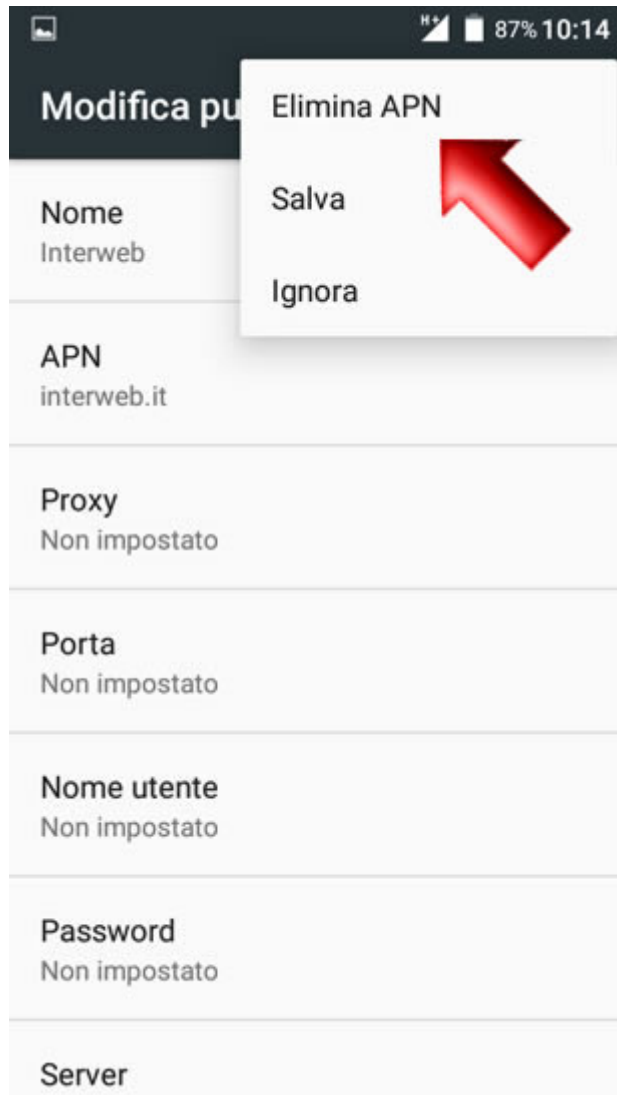 H+ 87% 10:14
Modifica pu
Elimina APN
Salva
Ignora
Nome
Interweb
APN
interweb.it
Proxy
Non impostato
Porta
Non impostato
Nome utente
Non impostato
Password
Non impostato
Server